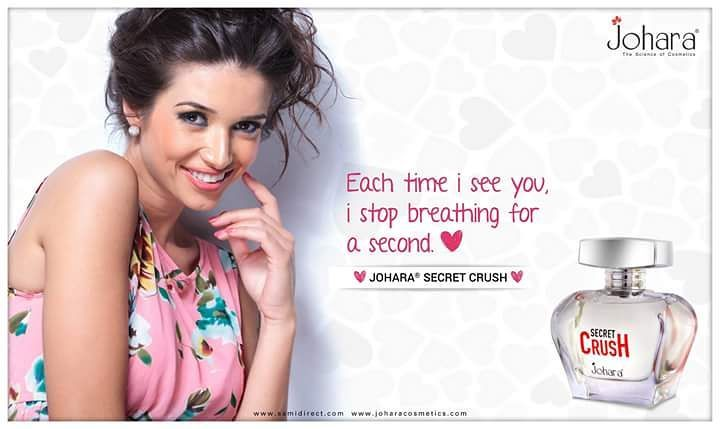 Johara®
The Science of Cosmetics
Each time i see you,
i stop breathing for
a second.
JOHARA® SECRET CRUSH
SECRET
CRUSH
Johara
www.samidirect.com www.joharacosmetics.com